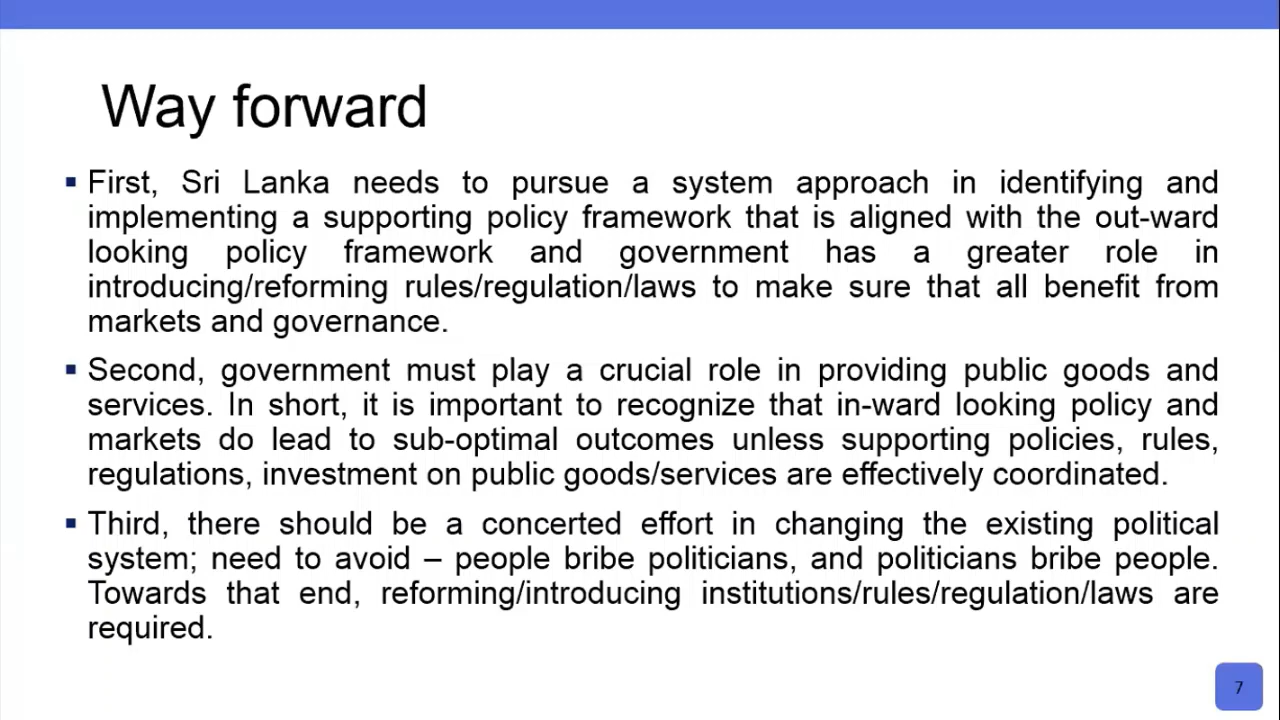 Way forward
▪ First, Sri Lanka needs to pursue a system approach in identifying and
implementing a supporting policy framework that is aligned with the out-ward
looking policy framework and government has a greater role in
introducing/reforming rules/regulation/laws to make sure that all benefit from
markets and governance.
▪ Second, government must play a crucial role in providing public goods and
services. In short, it is important to recognize that in-ward looking policy and
markets do lead to sub-optimal outcomes unless supporting policies, rules,
regulations, investment on public goods/services are effectively coordinated.
▪ Third, there should be a concerted effort in changing the existing political
system; need to avoid – people bribe politicians, and politicians bribe people.
Towards that end, reforming/introducing institutions/rules/regulation/laws are
required.
7